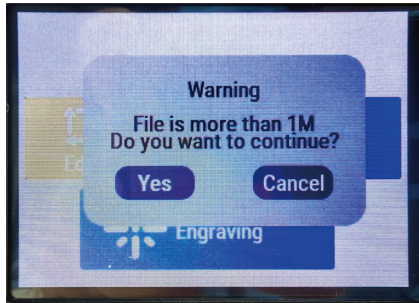 Warning
File is more than 1M
Do you want to continue?
Yes
Cancel
Engraving